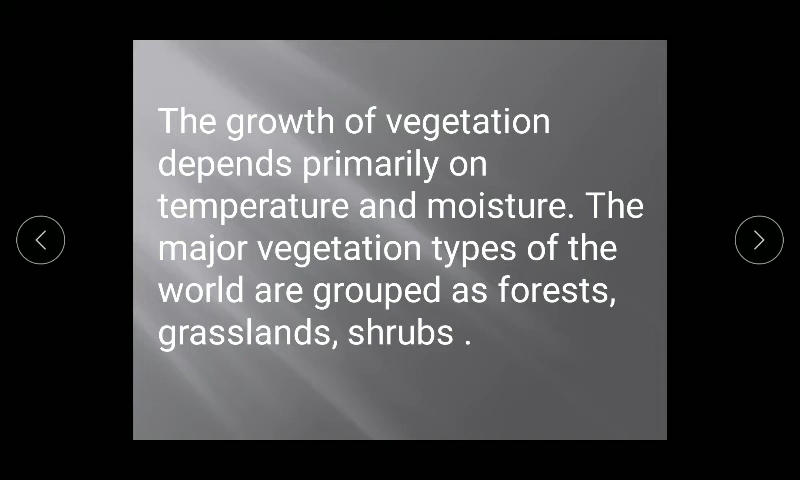 The growth of vegetation
depends primarily on
temperature and moisture. The
major vegetation types of the
world are grouped as forests,
grasslands, shrubs .